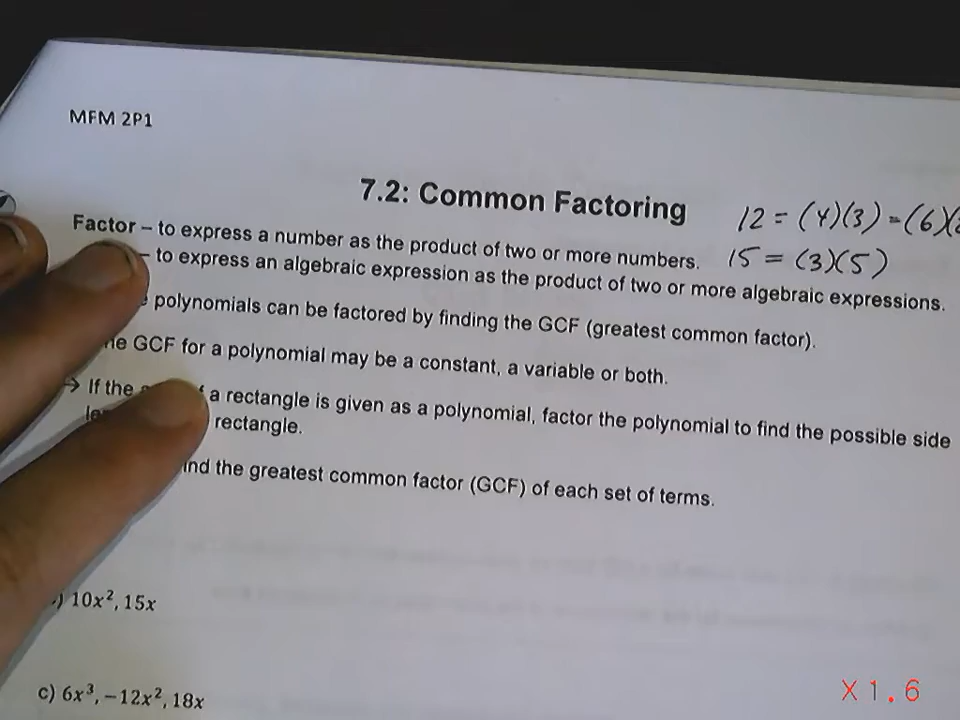 MFM 2P1
7.2: Common Factoring
12 = (4)(3) = (6)(
Factor – to express a number as the product of two or more numbers.
15 = (3)(5)
– to express an algebraic expression as the product of two or more algebraic expressions.
polynomials can be factored by finding the GCF (greatest common factor).
GCF for a polynomial may be a constant, a variable or both.
→ If the a rectangle is given as a polynomial, factor the polynomial to find the possible side
rectangle.
the greatest common factor (GCF) of each set of terms.
) 10x², 15x
c) 6x³, −12x², 18x
X1.6